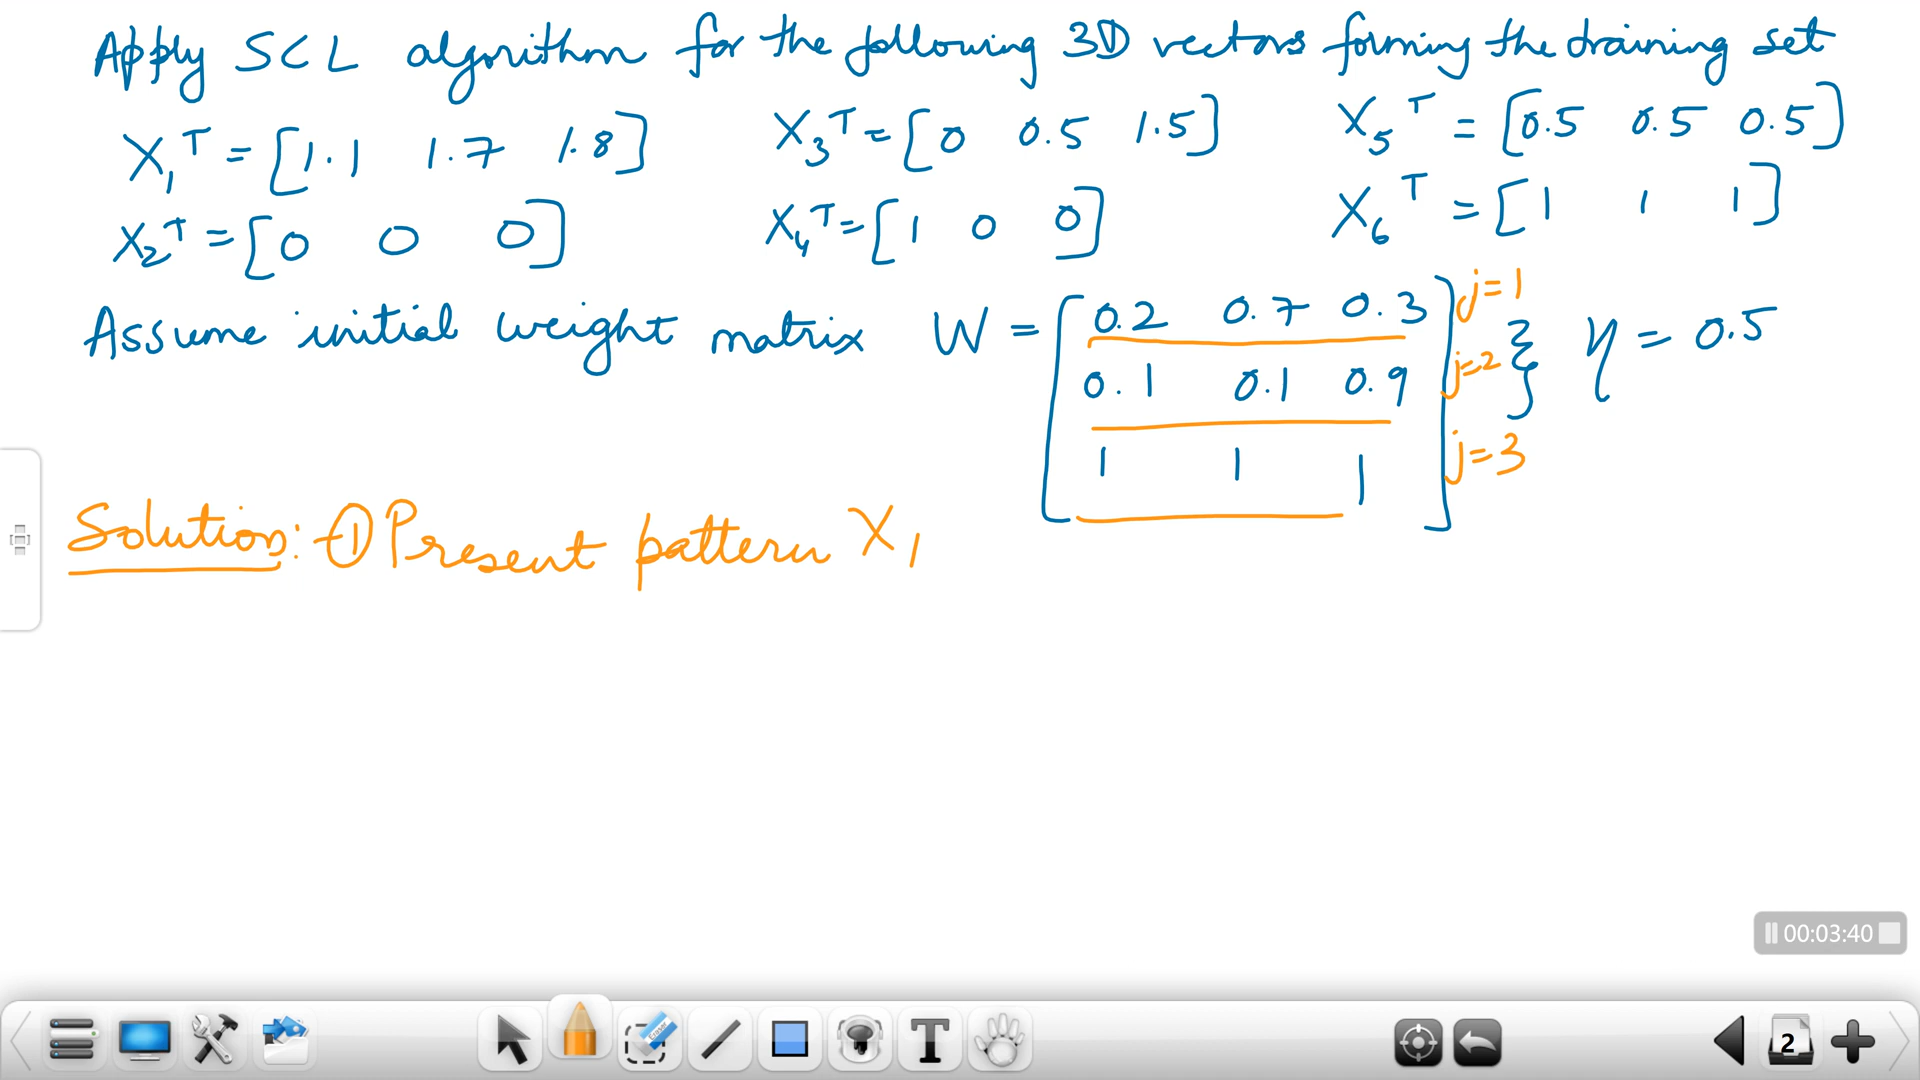 Apply SCL algorithm for the following 3D vectors forming the training set
X₁ᵀ = [1.1 1.7 1.8] X₃ᵀ = [0 0.5 1.5] X₅ᵀ = [0.5 0.5 0.5]
X₂ᵀ = [0 0 0] X₄ᵀ = [1 0 0] X₆ᵀ = [1 1 1]
Assume initial weight matrix W = [0.2 0.7 0.3 j=1
0.1 0.1 0.9 j=2
1 1 1] j=3
} η = 0.5
Solution: - ① Present pattern X₁
00:03:40
Eraser
T
2